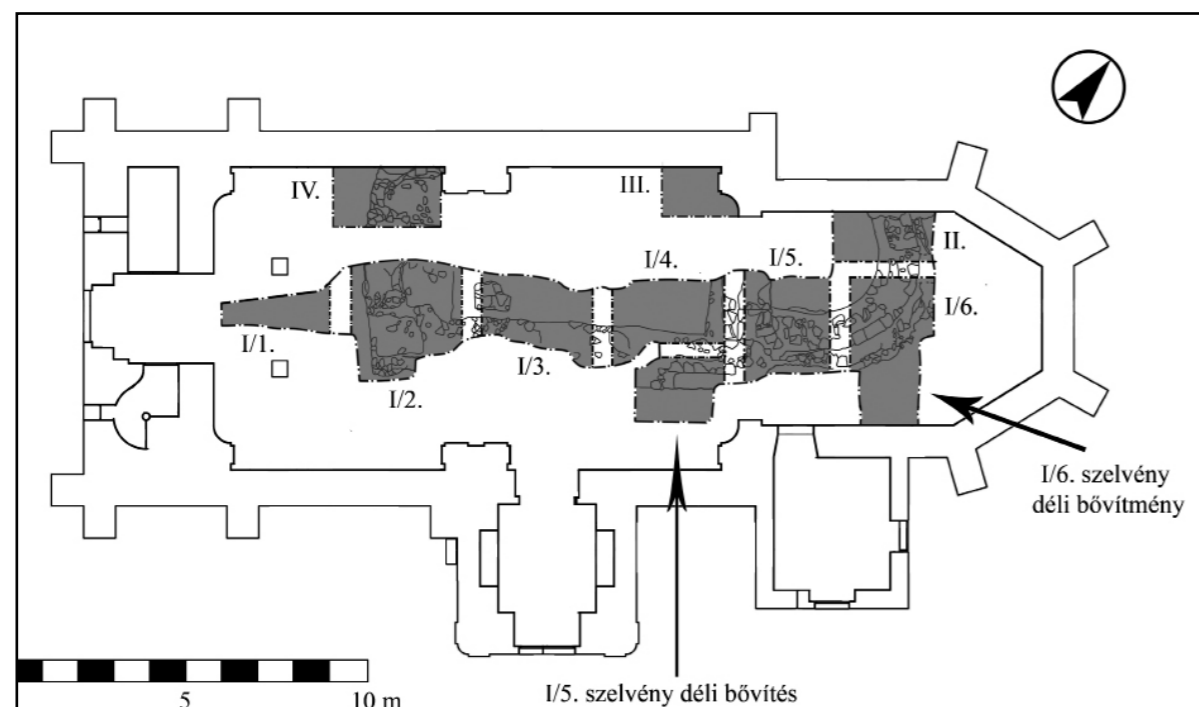 IV.
III.
II.
I/4.
I/5.
I/6.
I/1.
I/3.
I/2.
I/6. szelvény
déli bővítmény
5
10 m
I/5. szelvény déli bővítés